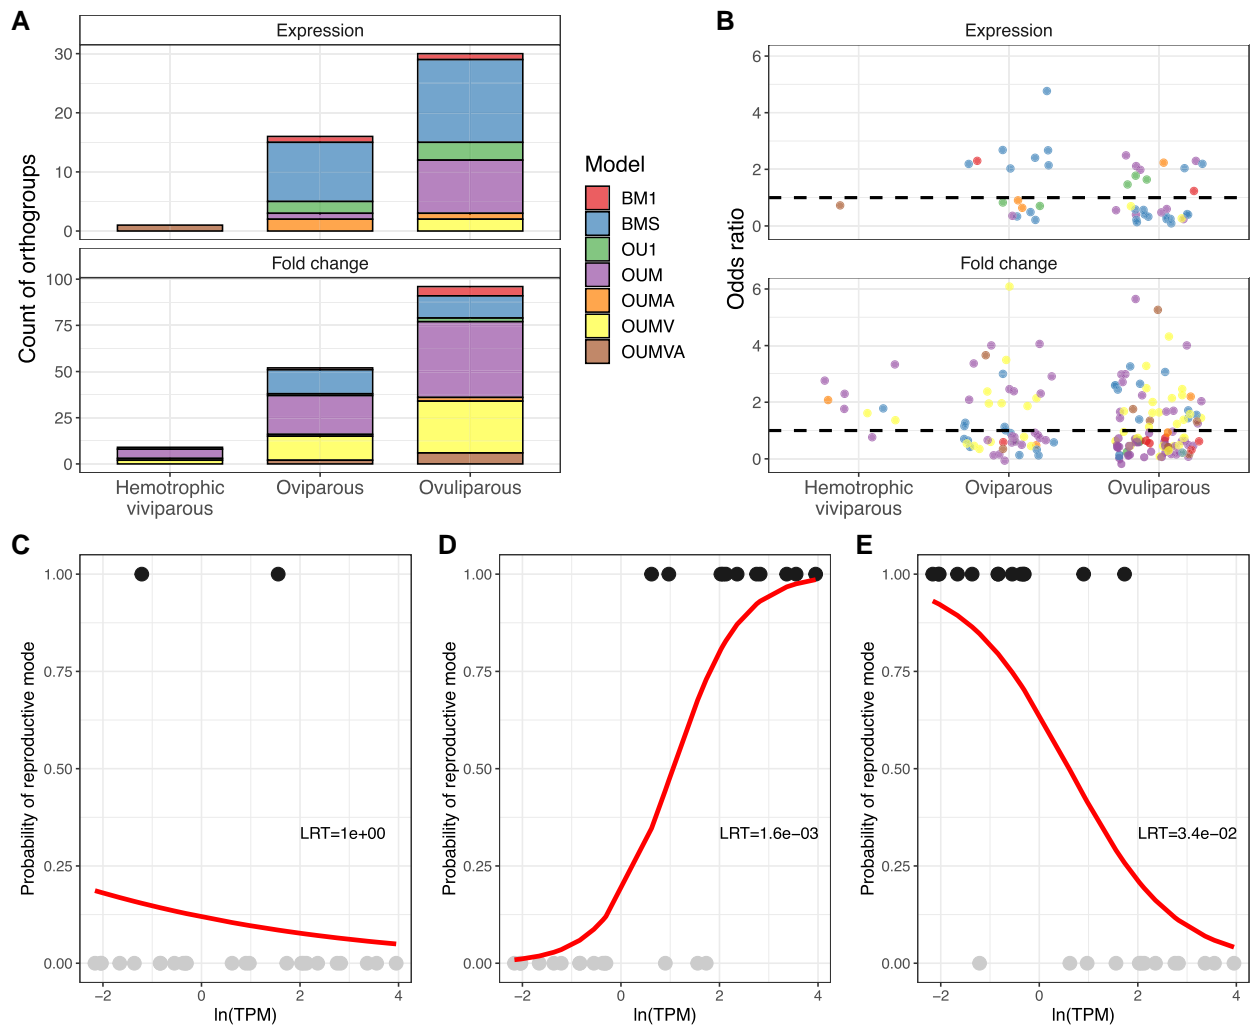 A
Expression
30
20
10
0
Fold change
100
75
50
25
0
Count of orthogroups
Hemotrophic
viviparous
Oviparous
Ovuliparous
Model
BM1
BMS
OU1
OUM
OUMA
OUMV
OUMVA
B
Expression
6
4
2
0
Fold change
6
4
2
0
Odds ratio
Hemotrophic
viviparous
Oviparous
Ovuliparous
C
1.00
0.75
0.50
0.25
0.00
Probability of reproductive mode
LRT=1e+00
−2
0
2
4
ln(TPM)
D
1.00
0.75
0.50
0.25
0.00
Probability of reproductive mode
LRT=1.6e−03
−2
0
2
4
ln(TPM)
E
1.00
0.75
0.50
0.25
0.00
Probability of reproductive mode
LRT=3.4e−02
−2
0
2
4
ln(TPM)